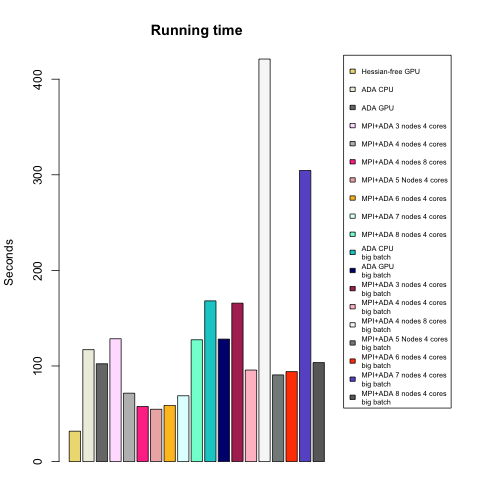 Running time
Seconds
0
100
200
300
400
Hessian-free GPU
ADA CPU
ADA GPU
MPI+ADA 3 nodes 4 cores
MPI+ADA 4 nodes 4 cores
MPI+ADA 4 nodes 8 cores
MPI+ADA 5 Nodes 4 cores
MPI+ADA 6 nodes 4 cores
MPI+ADA 7 nodes 4 cores
MPI+ADA 8 nodes 4 cores
ADA CPU
big batch
ADA GPU
big batch
MPI+ADA 3 nodes 4 cores
big batch
MPI+ADA 4 nodes 4 cores
big batch
MPI+ADA 4 nodes 8 cores
big batch
MPI+ADA 5 Nodes 4 cores
big batch
MPI+ADA 6 nodes 4 cores
big batch
MPI+ADA 7 nodes 4 cores
big batch
MPI+ADA 8 nodes 4 cores
big batch